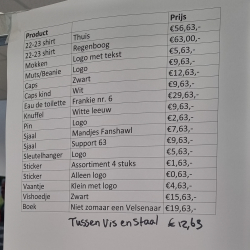 Product Prijs
22-23 shirt Thuis €56,63,-
22-23 shirt Regenboog €63,00,-
Mokken Logo met tekst €5,63,-
Muts/Beanie Logo €9,63,-
Caps Zwart €12,63,-
Caps kind Wit €9,63,-
Eau de toilette Frankie nr. 6 €29,63,-
Knuffel Witte leeuw €9,63,-
Pin Logo €2,63,-
Sjaal Mandjes Fanshawl €7,63,-
Sjaal Support 63 €9,63,-
Sleutelhanger Logo €5,63,-
Sticker Assortiment 4 stuks €1,63,-
Sticker Alleen logo €0,63,-
Vaantje Klein met logo €4,63,-
Vishoedje Zwart €15,63,-
Boek Niet zomaar een Velsenaar €19,63,-
Tussen Vis en Staal € 12,63